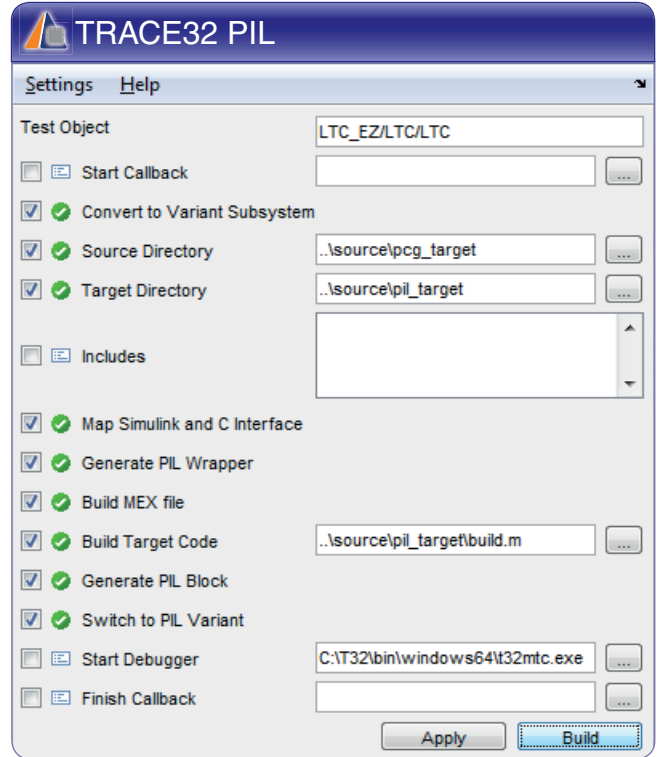 TRACE32 PIL
Settings Help
Test Object LTC_EZ/LTC/LTC
Start Callback ...
Convert to Variant Subsystem
Source Directory ..\source\pcg_target ...
Target Directory ..\source\pil_target ...
Includes
Map Simulink and C Interface
Generate PIL Wrapper
Build MEX file
Build Target Code ..\source\pil_target\build.m ...
Generate PIL Block
Switch to PIL Variant
Start Debugger C:\T32\bin\windows64\t32mtc.exe ...
Finish Callback ...
Apply Build